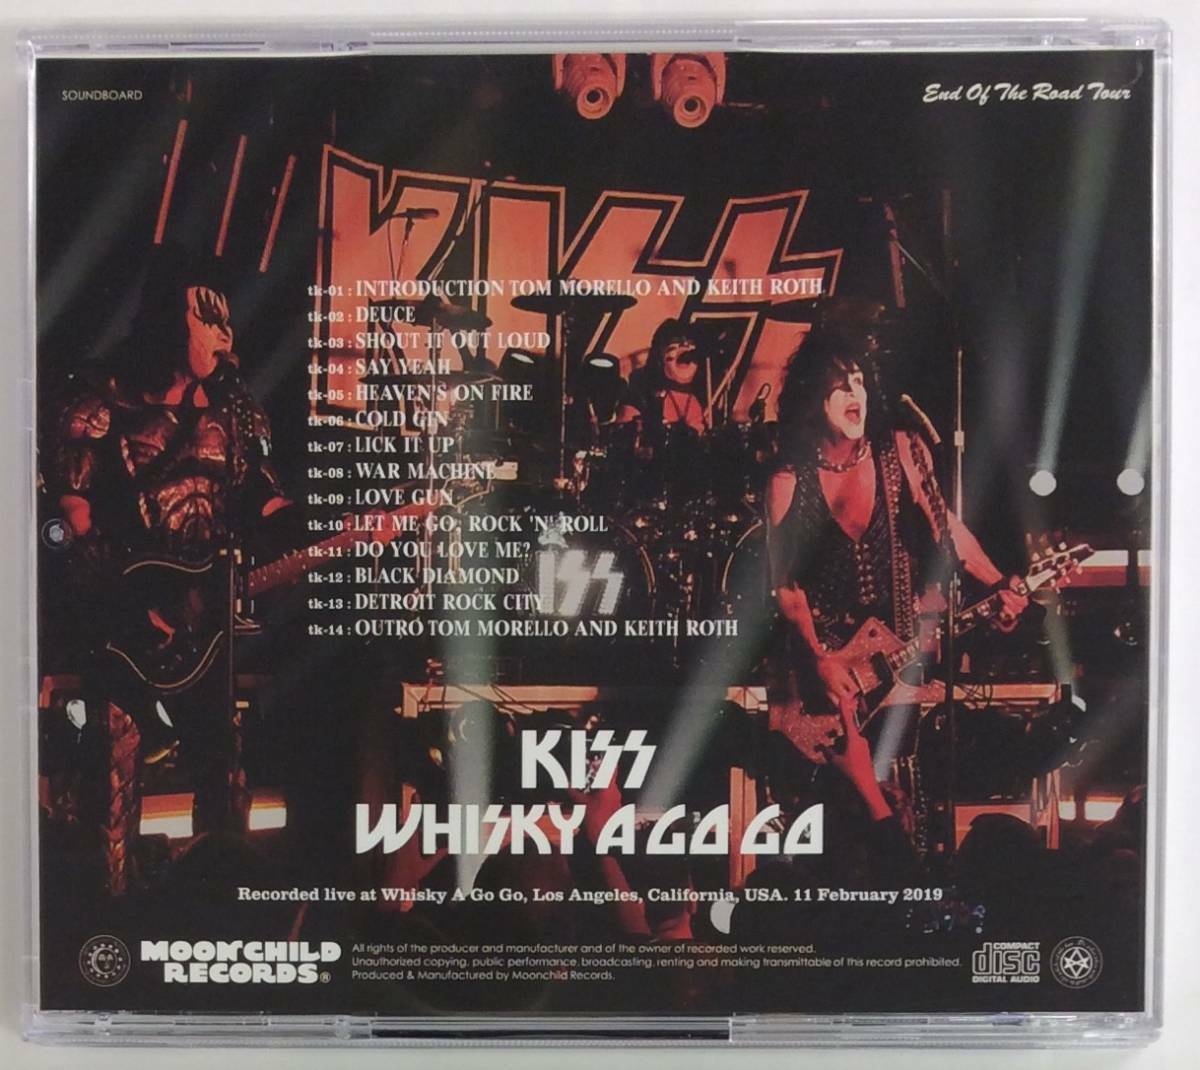 SOUNDBOARD
End Of The Road Tour
KISS
tk-01 : INTRODUCTION TOM MORELLO AND KEITH ROTH
tk-02 : DEUCE
tk-03 : SHOUT IT OUT LOUD
tk-04 : SAY YEAH
tk-05 : HEAVEN'S ON FIRE
tk-06 : COLD GIN
tk-07 : LICK IT UP
tk-08 : WAR MACHINE
tk-09 : LOVE GUN
tk-10 : LET ME GO, ROCK 'N' ROLL
tk-11 : DO YOU LOVE ME?
tk-12 : BLACK DIAMOND
tk-13 : DETROIT ROCK CITY
tk-14 : OUTRO TOM MORELLO AND KEITH ROTH
KISS
WHISKY A GO GO
Recorded live at Whisky A Go Go, Los Angeles, California, USA. 11 February 2019
MOONCHILD
RECORDS®
All rights of the producer and manufacturer and of the owner of recorded work reserved.
Unauthorized copying, public performance, broadcasting, renting and making transmittable of this record prohibited.
Produced & Manufactured by Moonchild Records.
COMPACT
disc
DIGITAL AUDIO